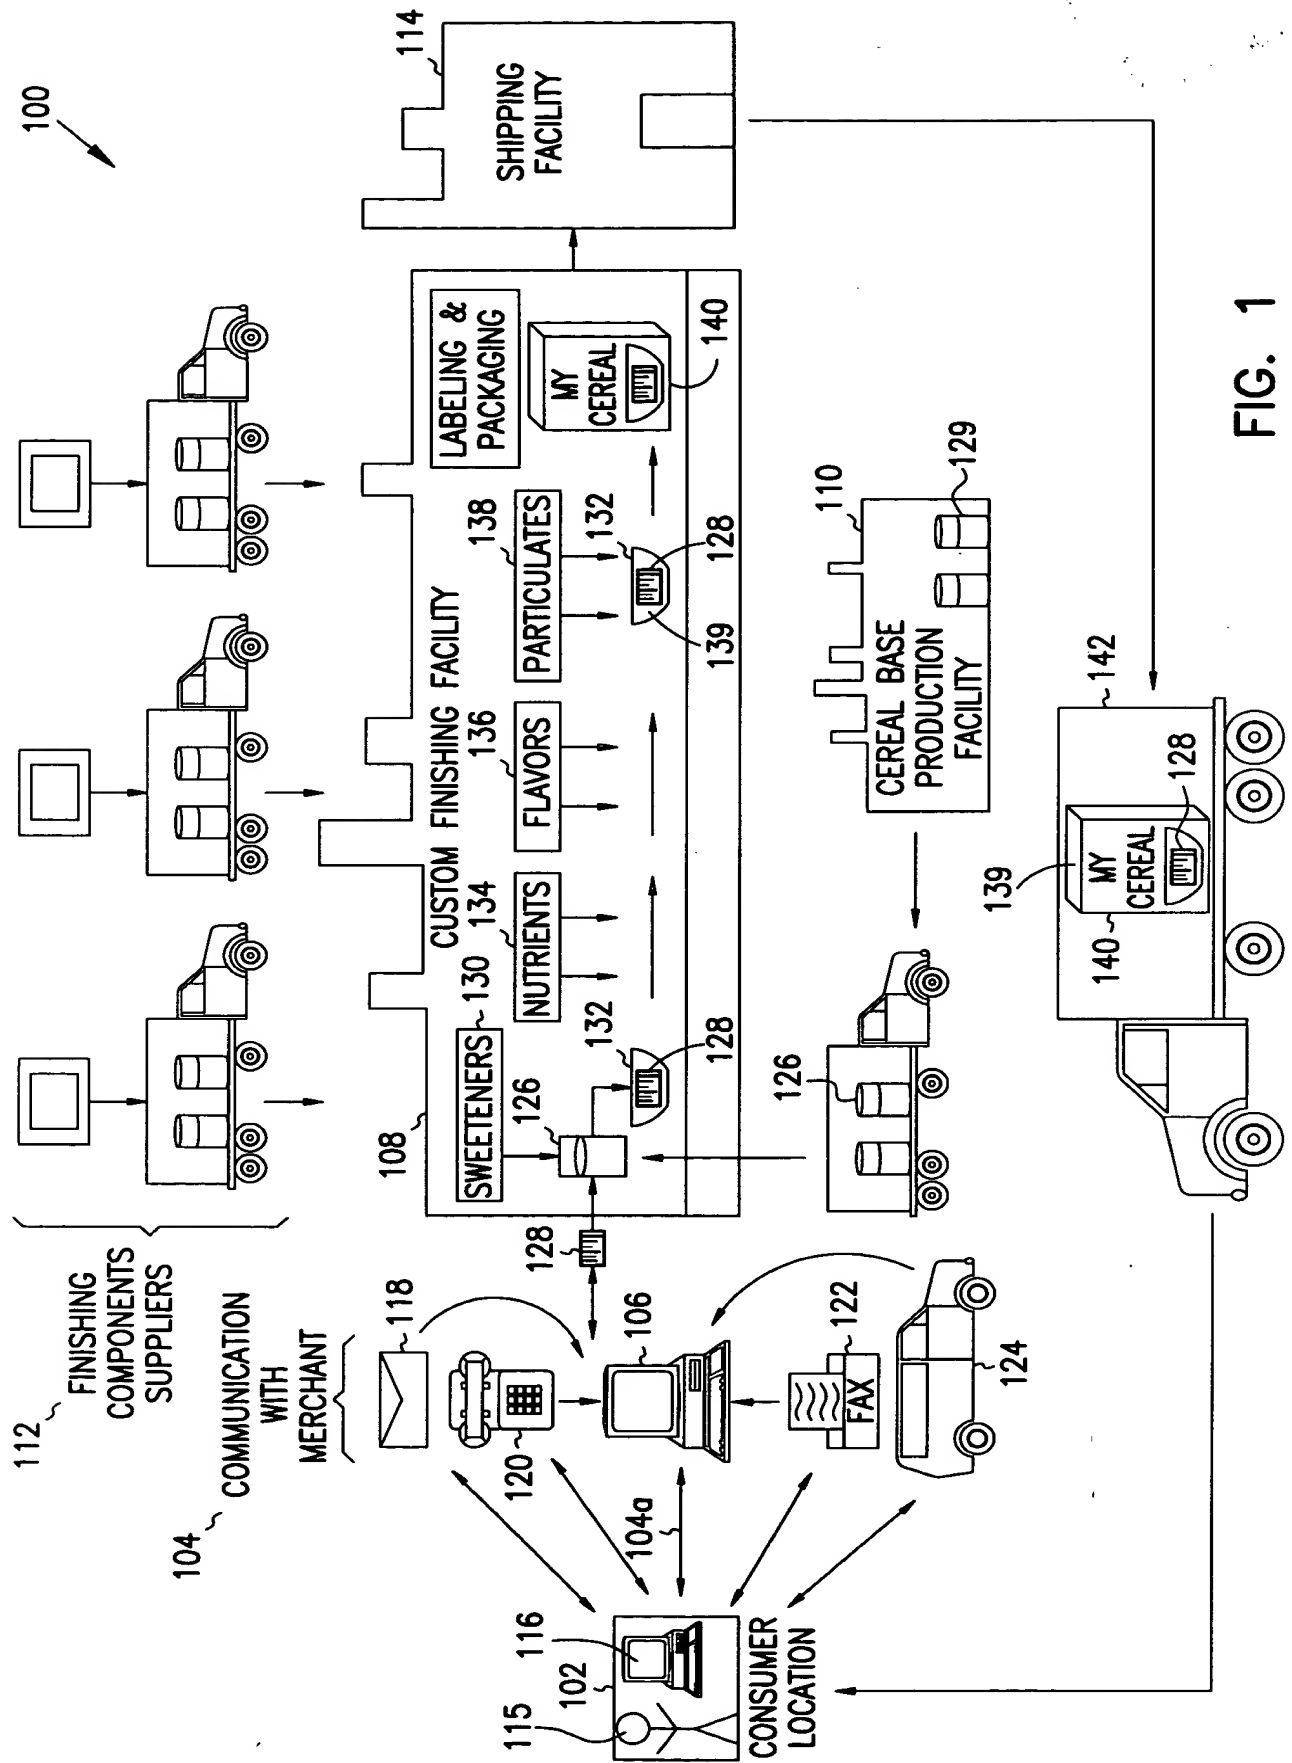 100
112
FINISHING
COMPONENTS
SUPPLIERS
104
COMMUNICATION
WITH
MERCHANT
118
120
106
104a
FAX
122
124
115
102
116
CONSUMER
LOCATION
128
108
CUSTOM FINISHING FACILITY
SWEETENERS
130
126
132
128
NUTRIENTS
134
FLAVORS
136
PARTICULATES
138
132
128
139
LABELING &
PACKAGING
MY
CEREAL
140
SHIPPING
FACILITY
114
126
CEREAL BASE
PRODUCTION
FACILITY
110
129
139
MY
CEREAL
140
128
142
FIG. 1